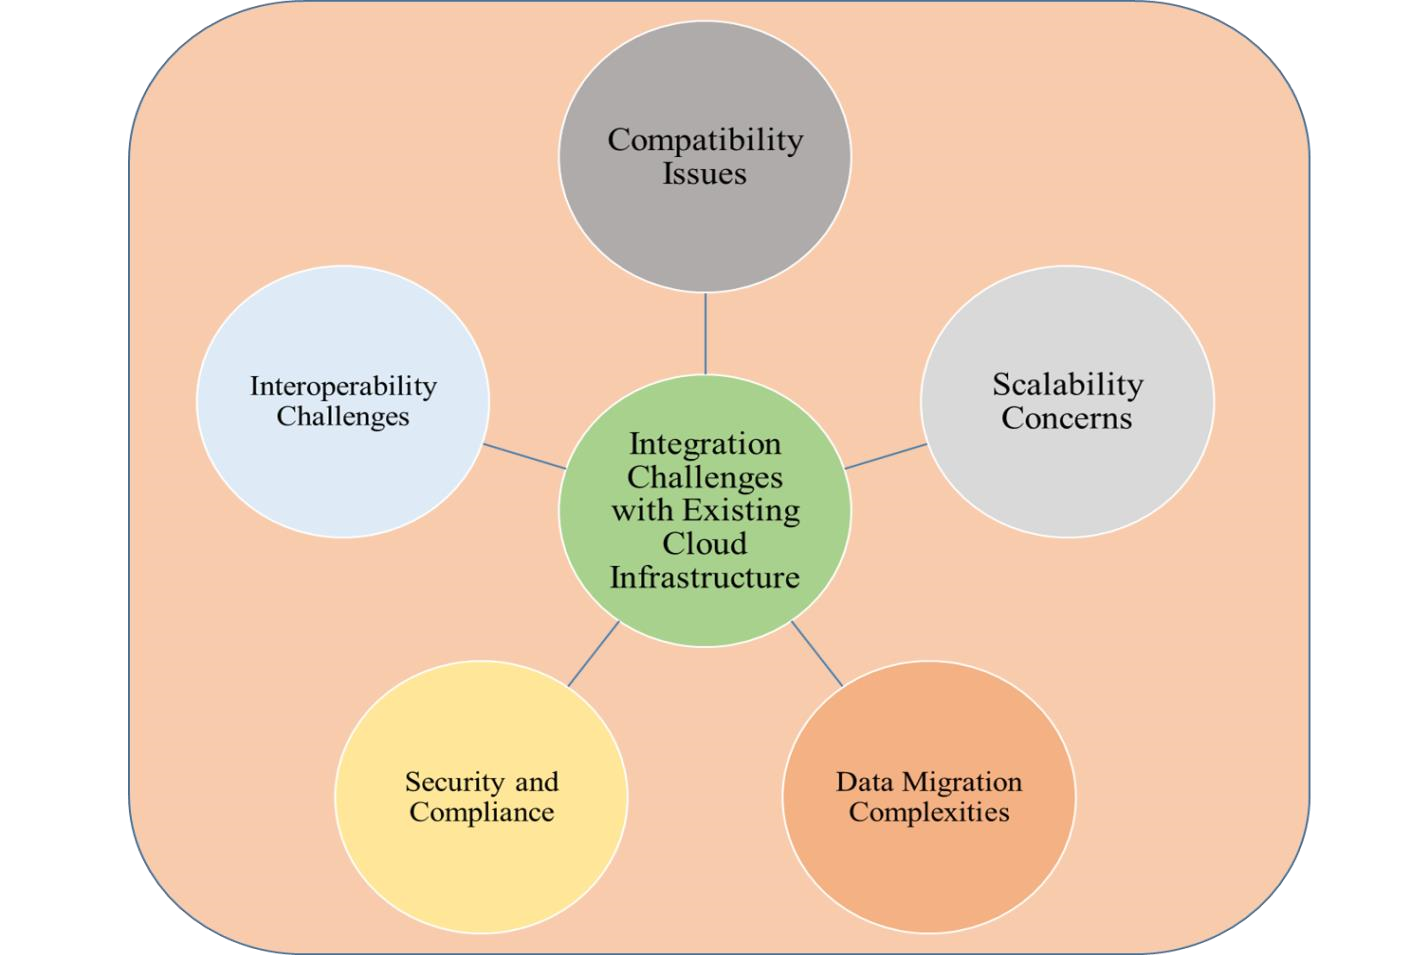 Compatibility
Issues
Interoperability
Challenges
Scalability
Concerns
Integration
Challenges
with Existing
Cloud
Infrastructure
Security and
Compliance
Data Migration
Complexities